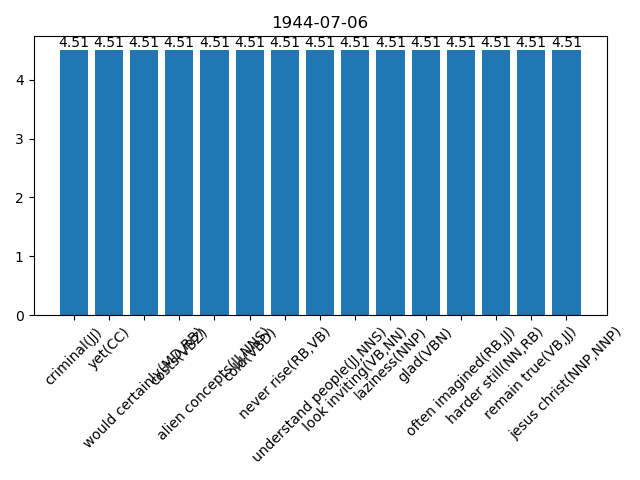 1944-07-06
4.51 4.51 4.51 4.51 4.51 4.51 4.51 4.51 4.51 4.51 4.51 4.51 4.51 4.51 4.51
4
3
2
1
0
criminal(JJ)
yet(CC)
would certainly(MD,RB)
alien concepts(JJ,NNS)
never rise(RB,VB)
understand people(JJ,NNS)
look inviting(VB,NN)
laziness(NNP)
glad(VBN)
often imagined(RB,JJ)
harder still(NN,RB)
remain true(VB,JJ)
jesus christ(NNP,NNP)